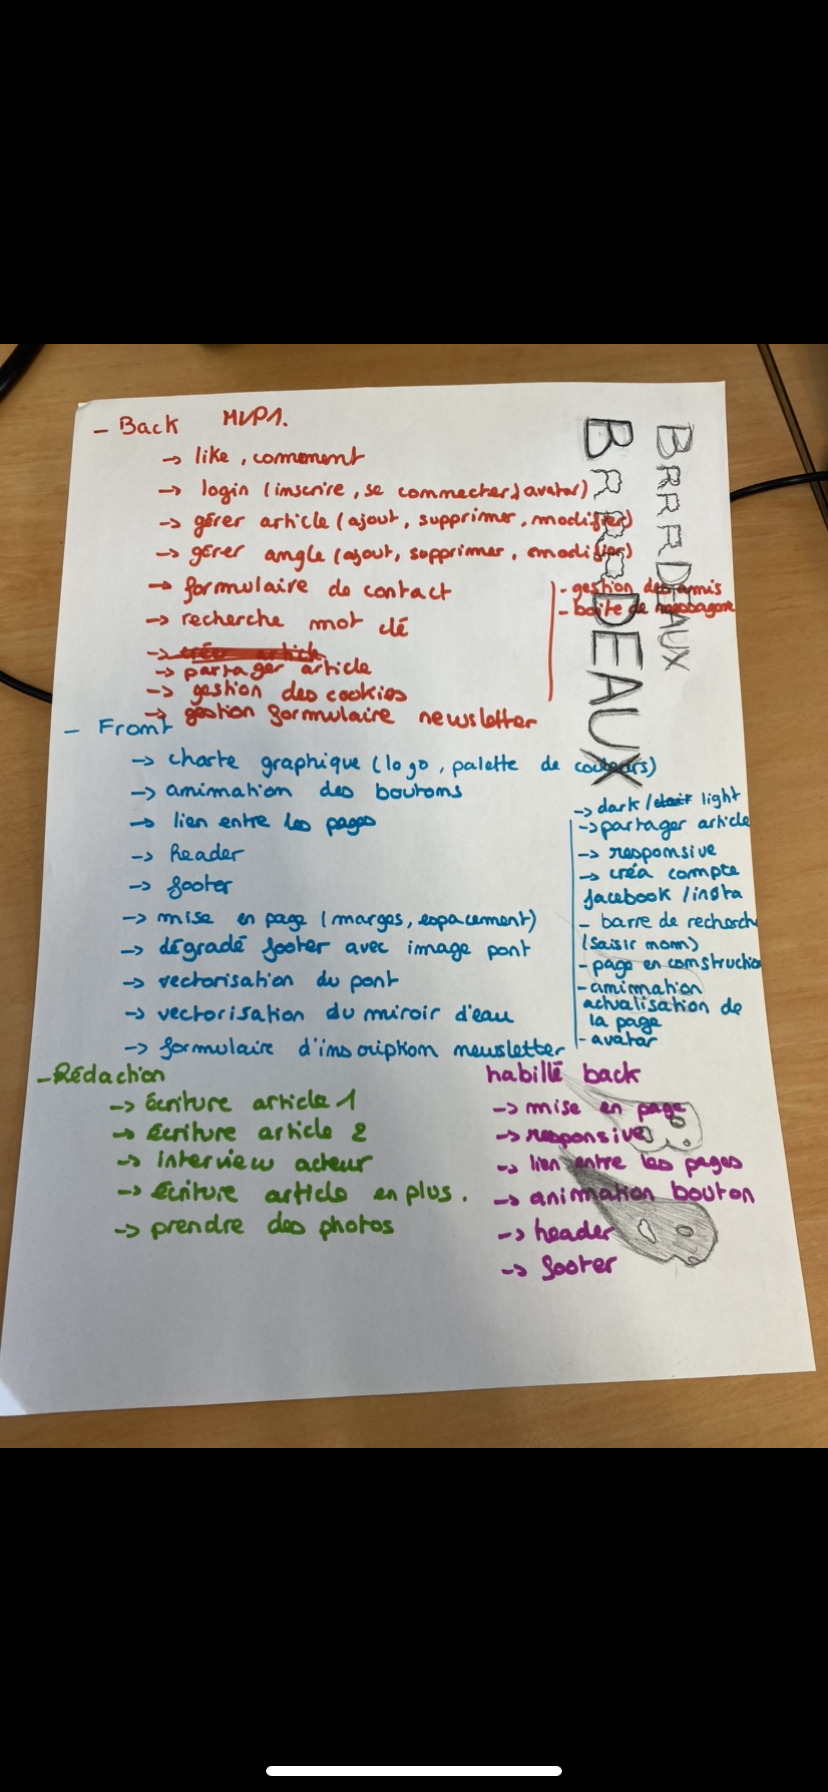 - Back MVP1.
→ like, comment
→ login (inscrire, se connecter, avatar)
→ gérer article (ajout, supprimer, modifier)
→ gérer angle (ajout, supprimer, modifier)
→ formulaire de contact
→ recherche mot clé
→ créa article
→ partager article
→ gestion des cookies
→ gestion formulaire newsletter
- gestion des amis
- boite de messagerie
BRRRDEAUX
BRRRDEAUX
- Front
→ charte graphique (logo, palette de couleurs)
→ animation des boutons
→ lien entre les pages
→ header
→ footer
→ mise en page (marges, espacement)
→ dégradé footer avec image pont
→ vectorisation du pont
→ vectorisation du miroir d'eau
→ formulaire d'inscription newsletter
→ dark / clair light
→ partager article
→ responsive
→ créa compte
facebook / insta
- barre de recherche
(saisir nom)
- page en construction
- animation
actualisation de
la page
- avatar
- Rédaction
→ écriture article 1
→ écriture article 2
→ interview acteur
→ écriture article en plus.
→ prendre des photos
habillé back
→ mise en page
→ responsive
→ lien entre les pages
→ animation bouton
→ header
→ footer